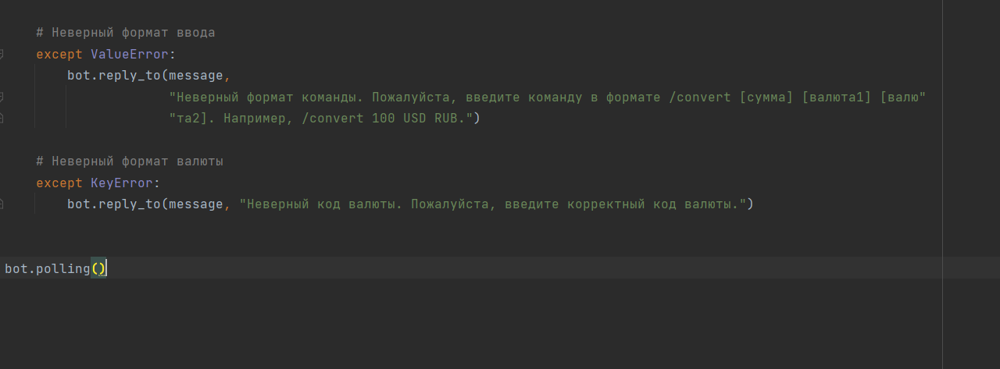 # Неверный формат ввода
except ValueError:
bot.reply_to(message,
"Неверный формат команды. Пожалуйста, введите команду в формате /convert [сумма] [валюта1] [валю"
"та2]. Например, /convert 100 USD RUB.")
# Неверный формат валюты
except KeyError:
bot.reply_to(message, "Неверный код валюты. Пожалуйста, введите корректный код валюты.")
bot.polling()